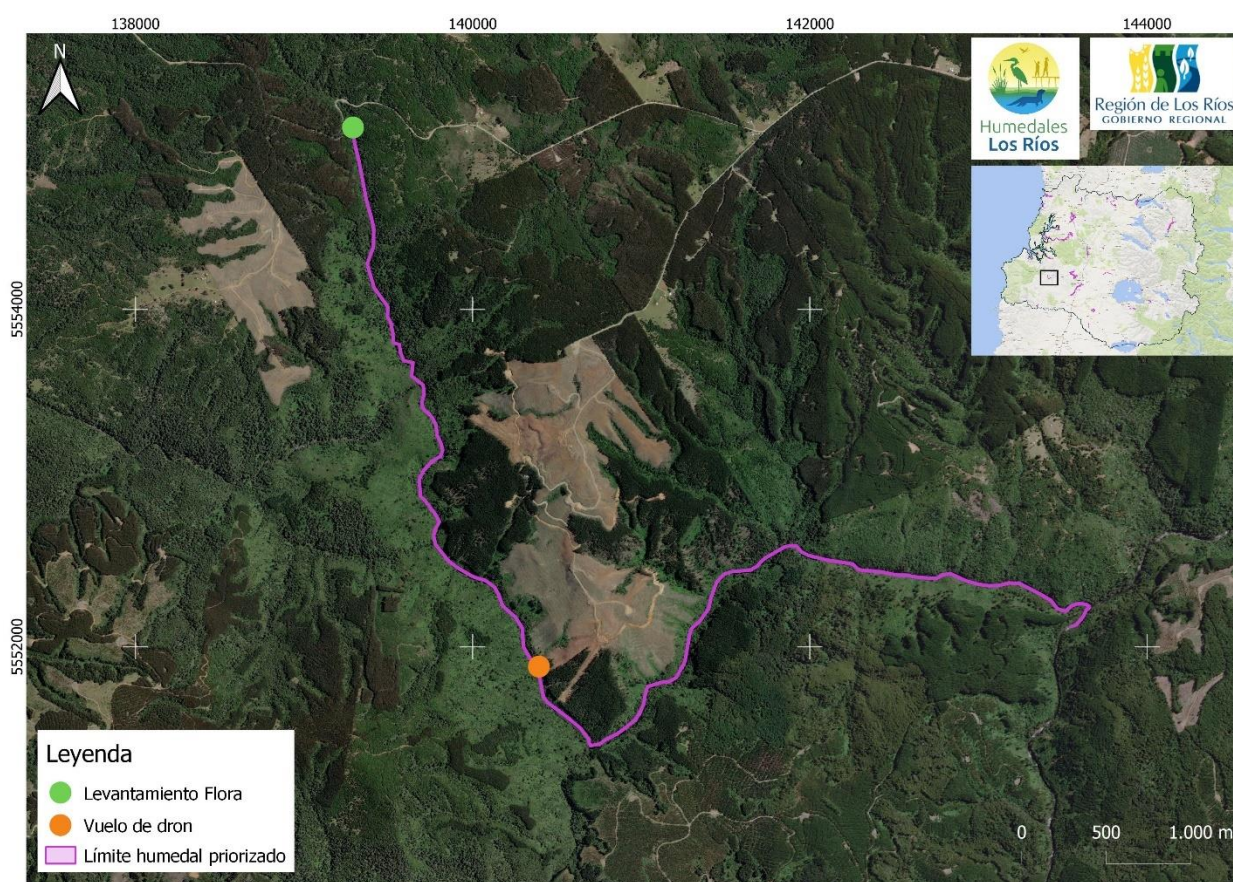 138000
140000
142000
144000
N
Humedales
Los Ríos
Región de Los Ríos
GOBIERNO REGIONAL
5554000
5552000
Leyenda
Levantamiento Flora
Vuelo de dron
Límite humedal priorizado
0 500 1.000 m